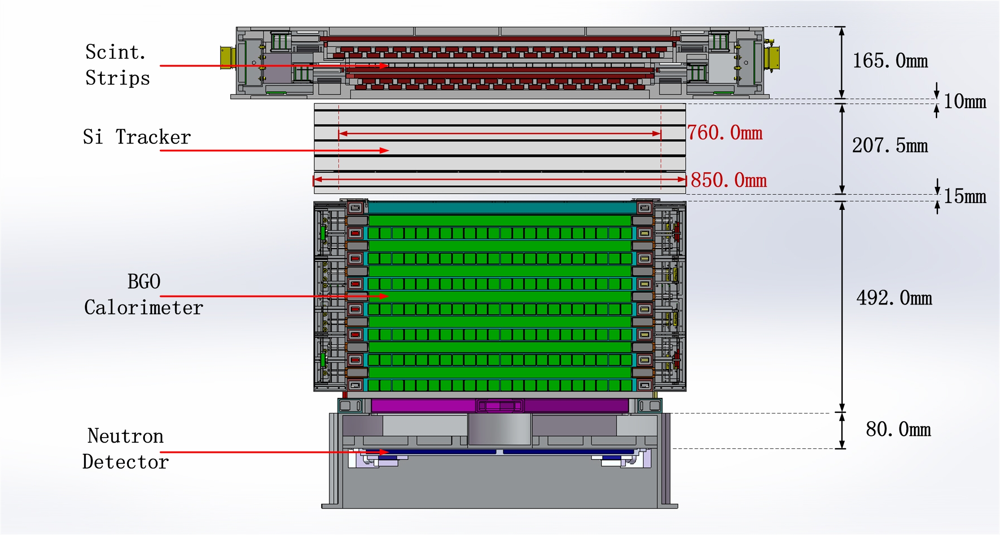 Scint.
Strips
165.0mm
10mm
Si Tracker
760.0mm
207.5mm
850.0mm
15mm
BGO
Calorimeter
492.0mm
Neutron
Detector
80.0mm